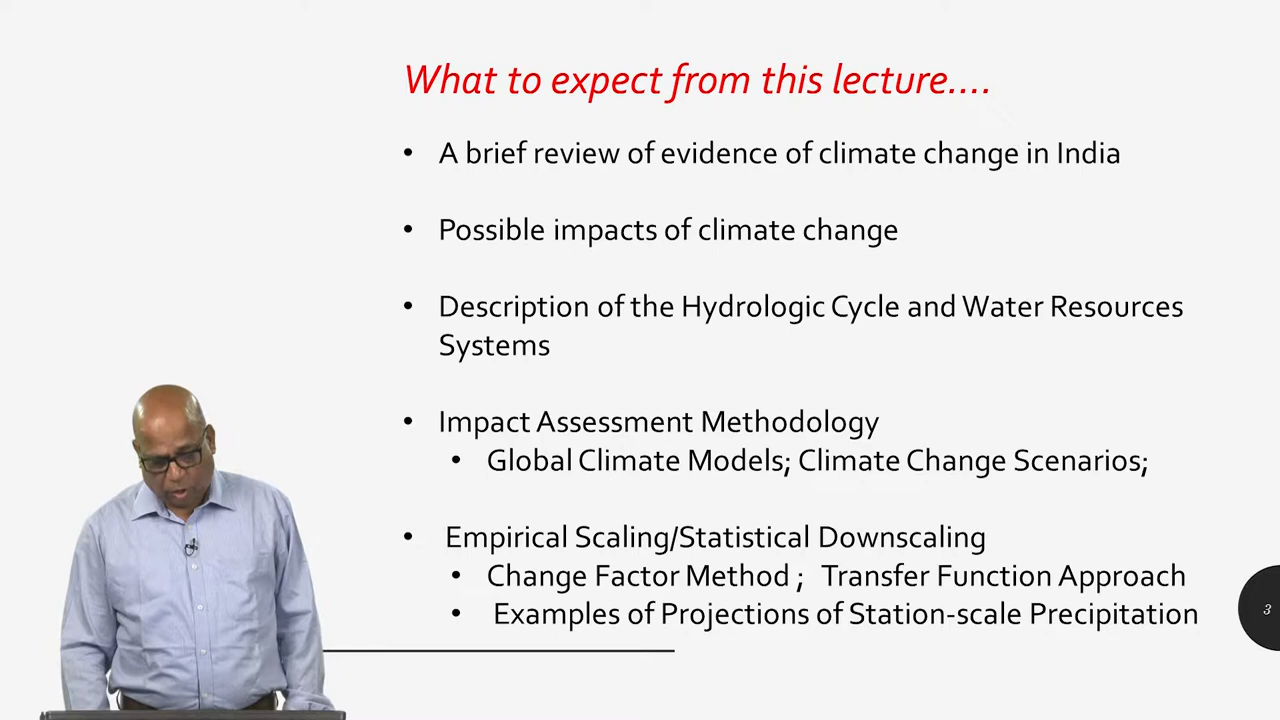 What to expect from this lecture....
• A brief review of evidence of climate change in India
• Possible impacts of climate change
• Description of the Hydrologic Cycle and Water Resources
Systems
• Impact Assessment Methodology
• Global Climate Models; Climate Change Scenarios;
• Empirical Scaling/Statistical Downscaling
• Change Factor Method ; Transfer Function Approach
• Examples of Projections of Station-scale Precipitation
3